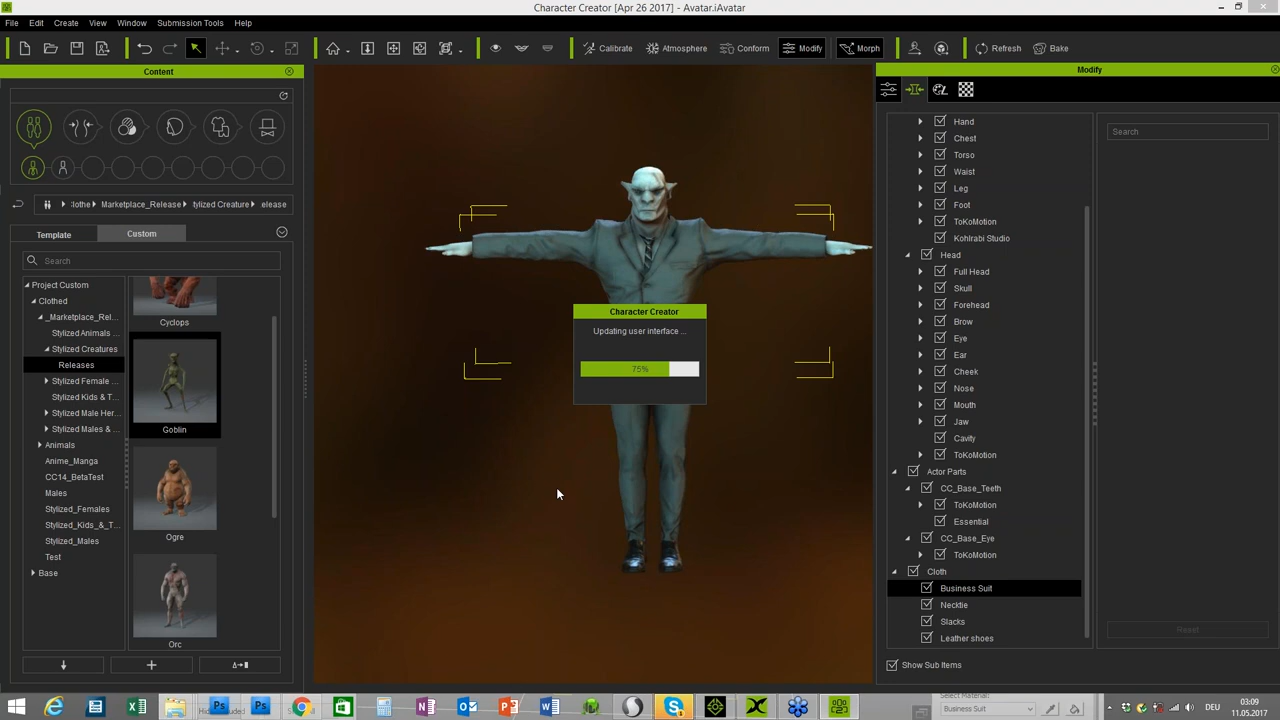 Character Creator [Apr 26 2017] - Avatar.iAvatar
File Edit Create View Window Submission Tools Help
Calibrate Atmosphere Conform Modify Morph Refresh Bake
Content
Modify
:lothe Marketplace_Release tylized Creature elease
Template Custom
Search
Project Custom
Clothed
_Marketplace_Rel...
Stylized Animals ...
Stylized Creatures
Releases
Stylized Female ...
Stylized Kids & T...
Stylized Male Her...
Stylized Males & ...
Animals
Anime_Manga
CC14_BetaTest
Males
Stylized_Females
Stylized_Kids_&_T...
Stylized_Males
Test
Base
Cyclops
Goblin
Ogre
Orc
Character Creator
Updating user interface ...
75%
Hand
Chest
Torso
Waist
Leg
Foot
ToKoMotion
Kohlrabi Studio
Head
Full Head
Skull
Forehead
Brow
Eye
Ear
Cheek
Nose
Mouth
Jaw
Cavity
ToKoMotion
Actor Parts
CC_Base_Teeth
ToKoMotion
Essential
CC_Base_Eye
ToKoMotion
Cloth
Business Suit
Necktie
Slacks
Leather shoes
Show Sub Items
Search
Reset
Select Material:
Business Suit
DEU
03:09
11.05.2017